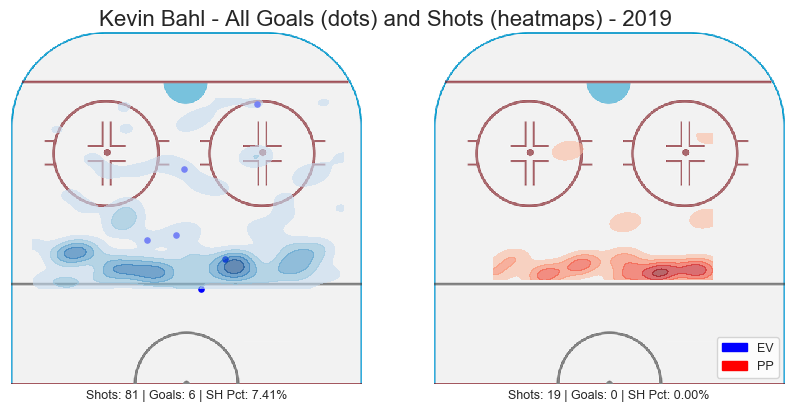 Kevin Bahl - All Goals (dots) and Shots (heatmaps) - 2019
EV
PP
Shots: 81 | Goals: 6 | SH Pct: 7.41%
Shots: 19 | Goals: 0 | SH Pct: 0.00%